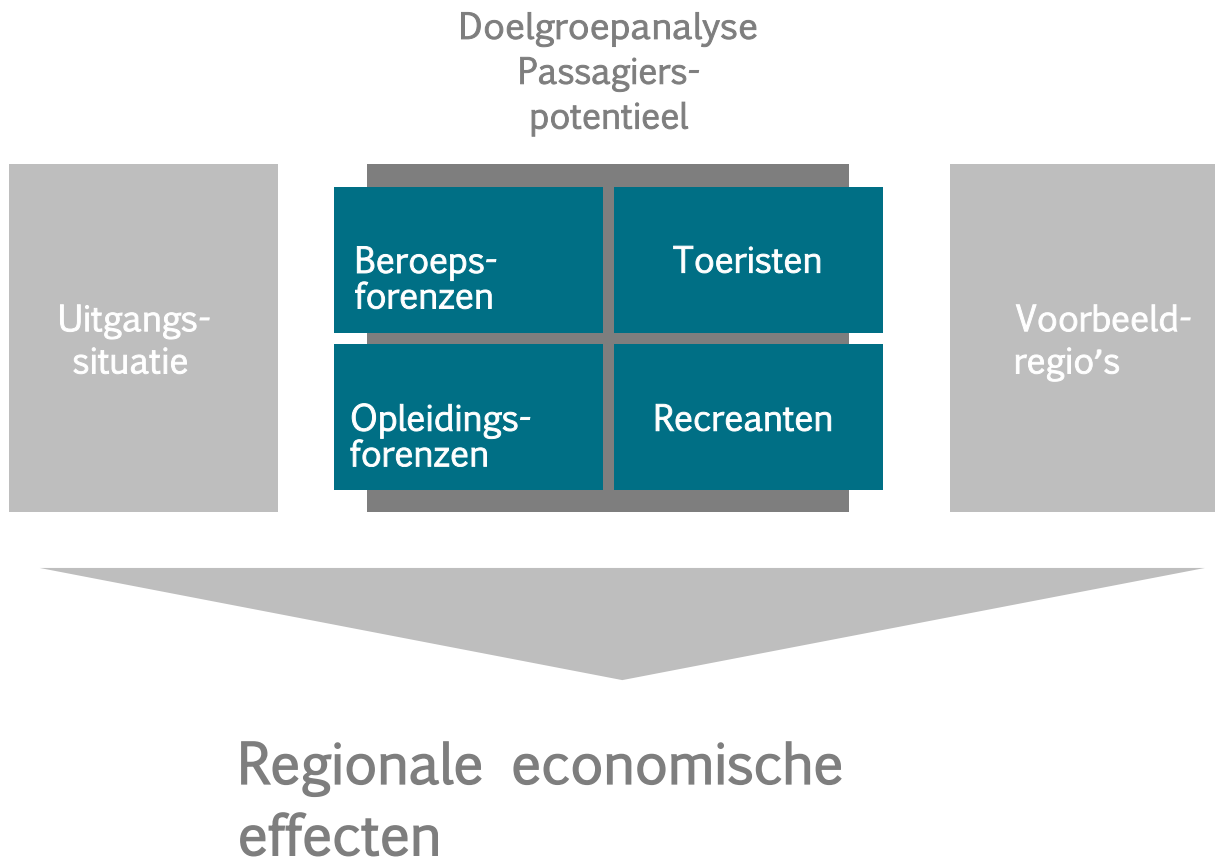 Doelgroepanalyse
Passagiers-
potentieel
Uitgangs-
situatie
Beroeps-
forenzen
Toeristen
Opleidings-
forenzen
Recreanten
Voorbeeld-
regio's
Regionale economische
effecten